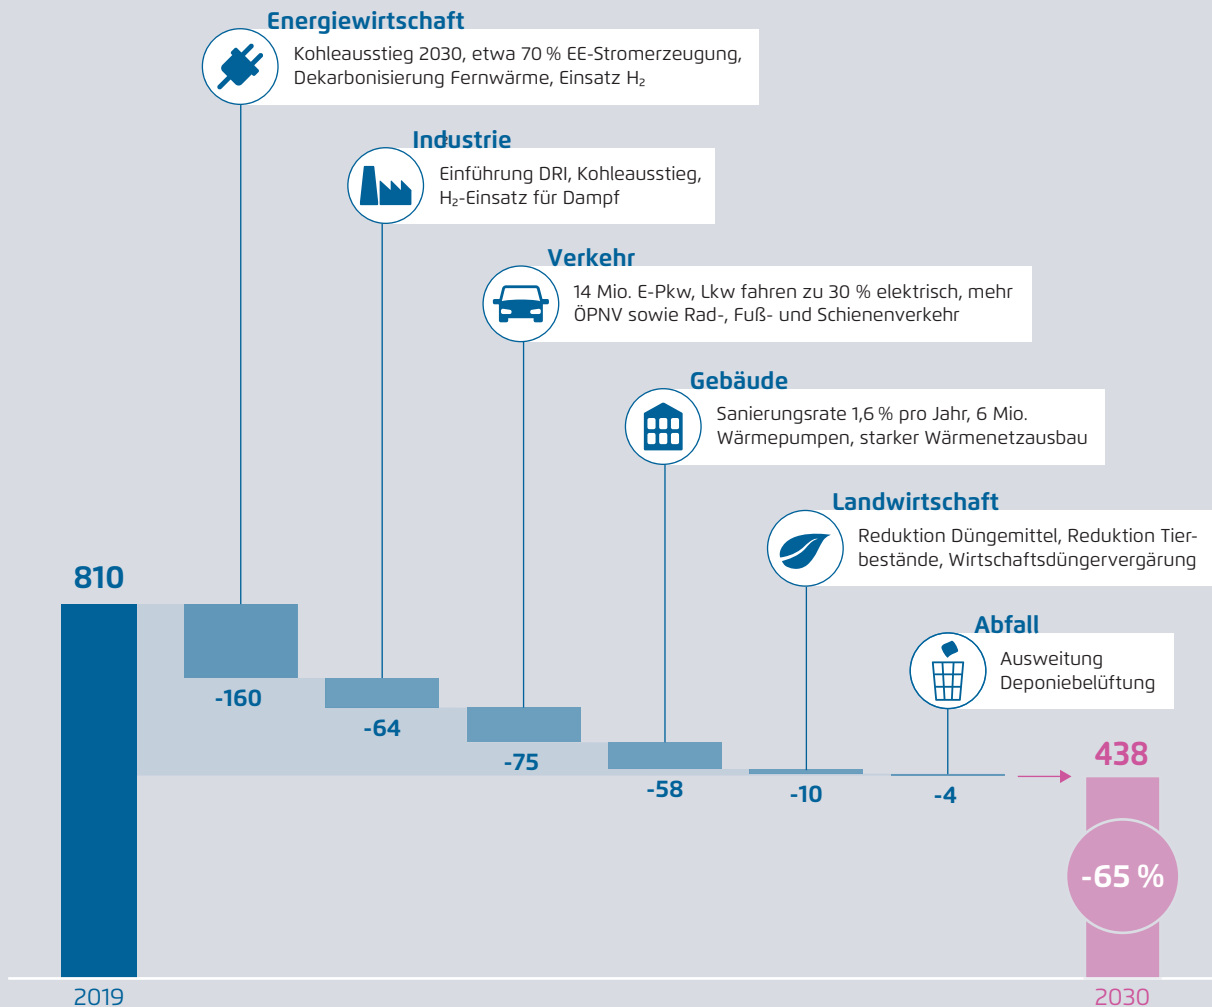 Energiewirtschaft
Kohleausstieg 2030, etwa 70 % EE-Stromerzeugung,
Dekarbonisierung Fernwärme, Einsatz H₂
Industrie
2
Einführung DRI, Kohleausstieg,
H₂-Einsatz für Dampf
Verkehr
14 Mio. E-Pkw, Lkw fahren zu 30 % elektrisch, mehr
ÖPNV sowie Rad-, Fuß- und Schienenverkehr
Gebäude
Sanierungsrate 1,6 % pro Jahr, 6 Mio.
Wärmepumpen, starker Wärmenetzausbau
Landwirtschaft
Reduktion Düngemittel, Reduktion Tier-
bestände, Wirtschaftsdüngervergärung
810
Abfall
Ausweitung
Deponiebelüftung
-160
-64
-75
-58
-10
-4
438
-65 %
2019
2030